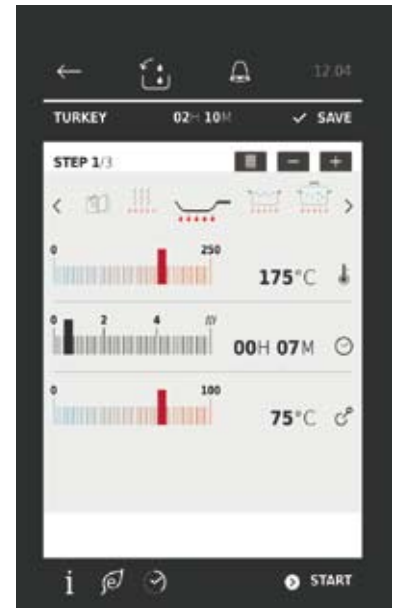 12.04
TURKEY 02H 10M SAVE
STEP 1/3
0 250
175°C
0 2 4
00H 07M
0 100
75°C
i e START